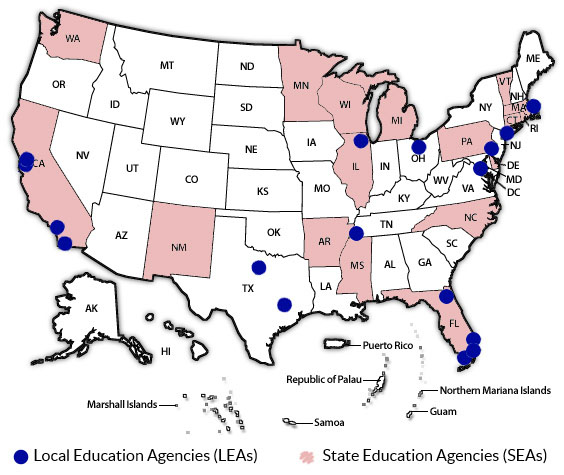 WA
OR
CA
NV
ID
MT
WY
UT
AZ
CO
NM
ND
SD
NE
KS
OK
TX
MN
IA
MO
AR
LA
WI
IL
MI
IN
OH
KY
TN
MS
AL
GA
FL
SC
NC
VA
WV
PA
NY
VT
NH
ME
MA
CT
RI
NJ
DE
MD
DC
AK
HI
Puerto Rico
Republic of Palau
Northern Mariana Islands
Marshall Islands
Guam
Samoa
Local Education Agencies (LEAs)
State Education Agencies (SEAs)